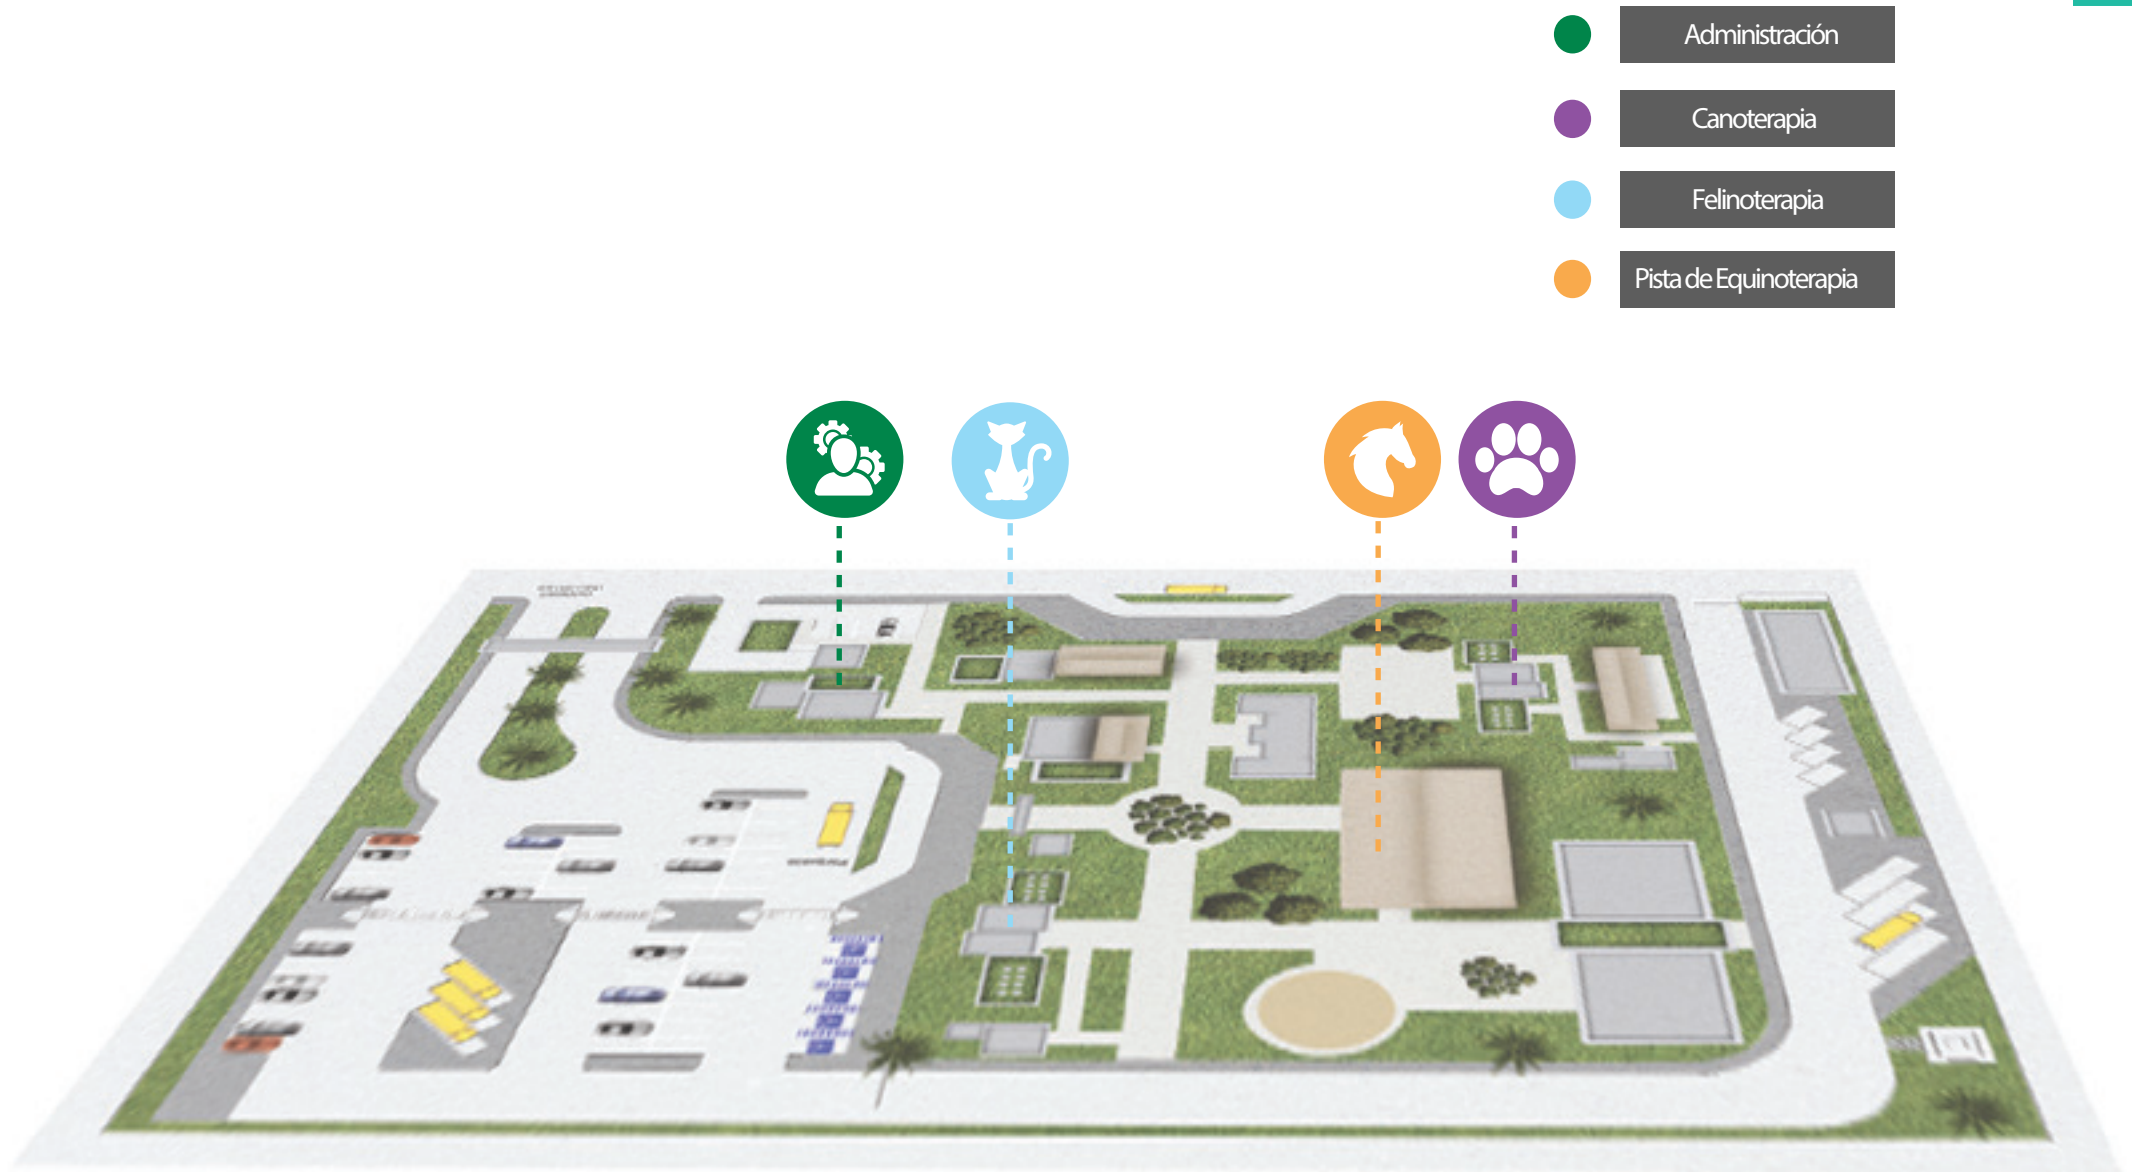 Administración
Canoterapia
Felinoterapia
Pista de Equinoterapia